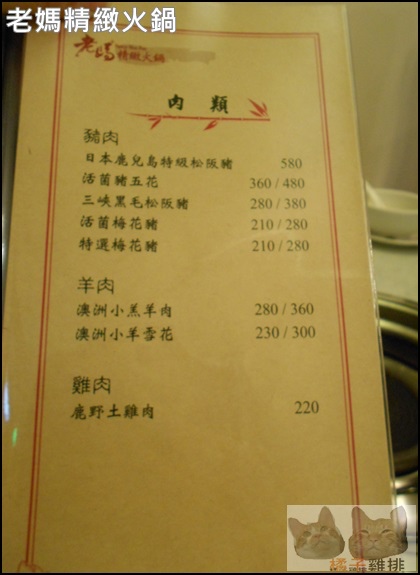 老媽精緻火鍋
老媽
精緻火鍋
肉類
豬肉
日本鹿兒島特級松阪豬 580
活菌豬五花 360 / 480
三峽黑毛松阪豬 280 / 380
活菌梅花豬 210 / 280
特選梅花豬 210 / 280
羊肉
澳洲小羔羊肉 280 / 360
澳洲小羊雪花 230 / 300
雞肉
鹿野土雞肉 220
橘子雞排